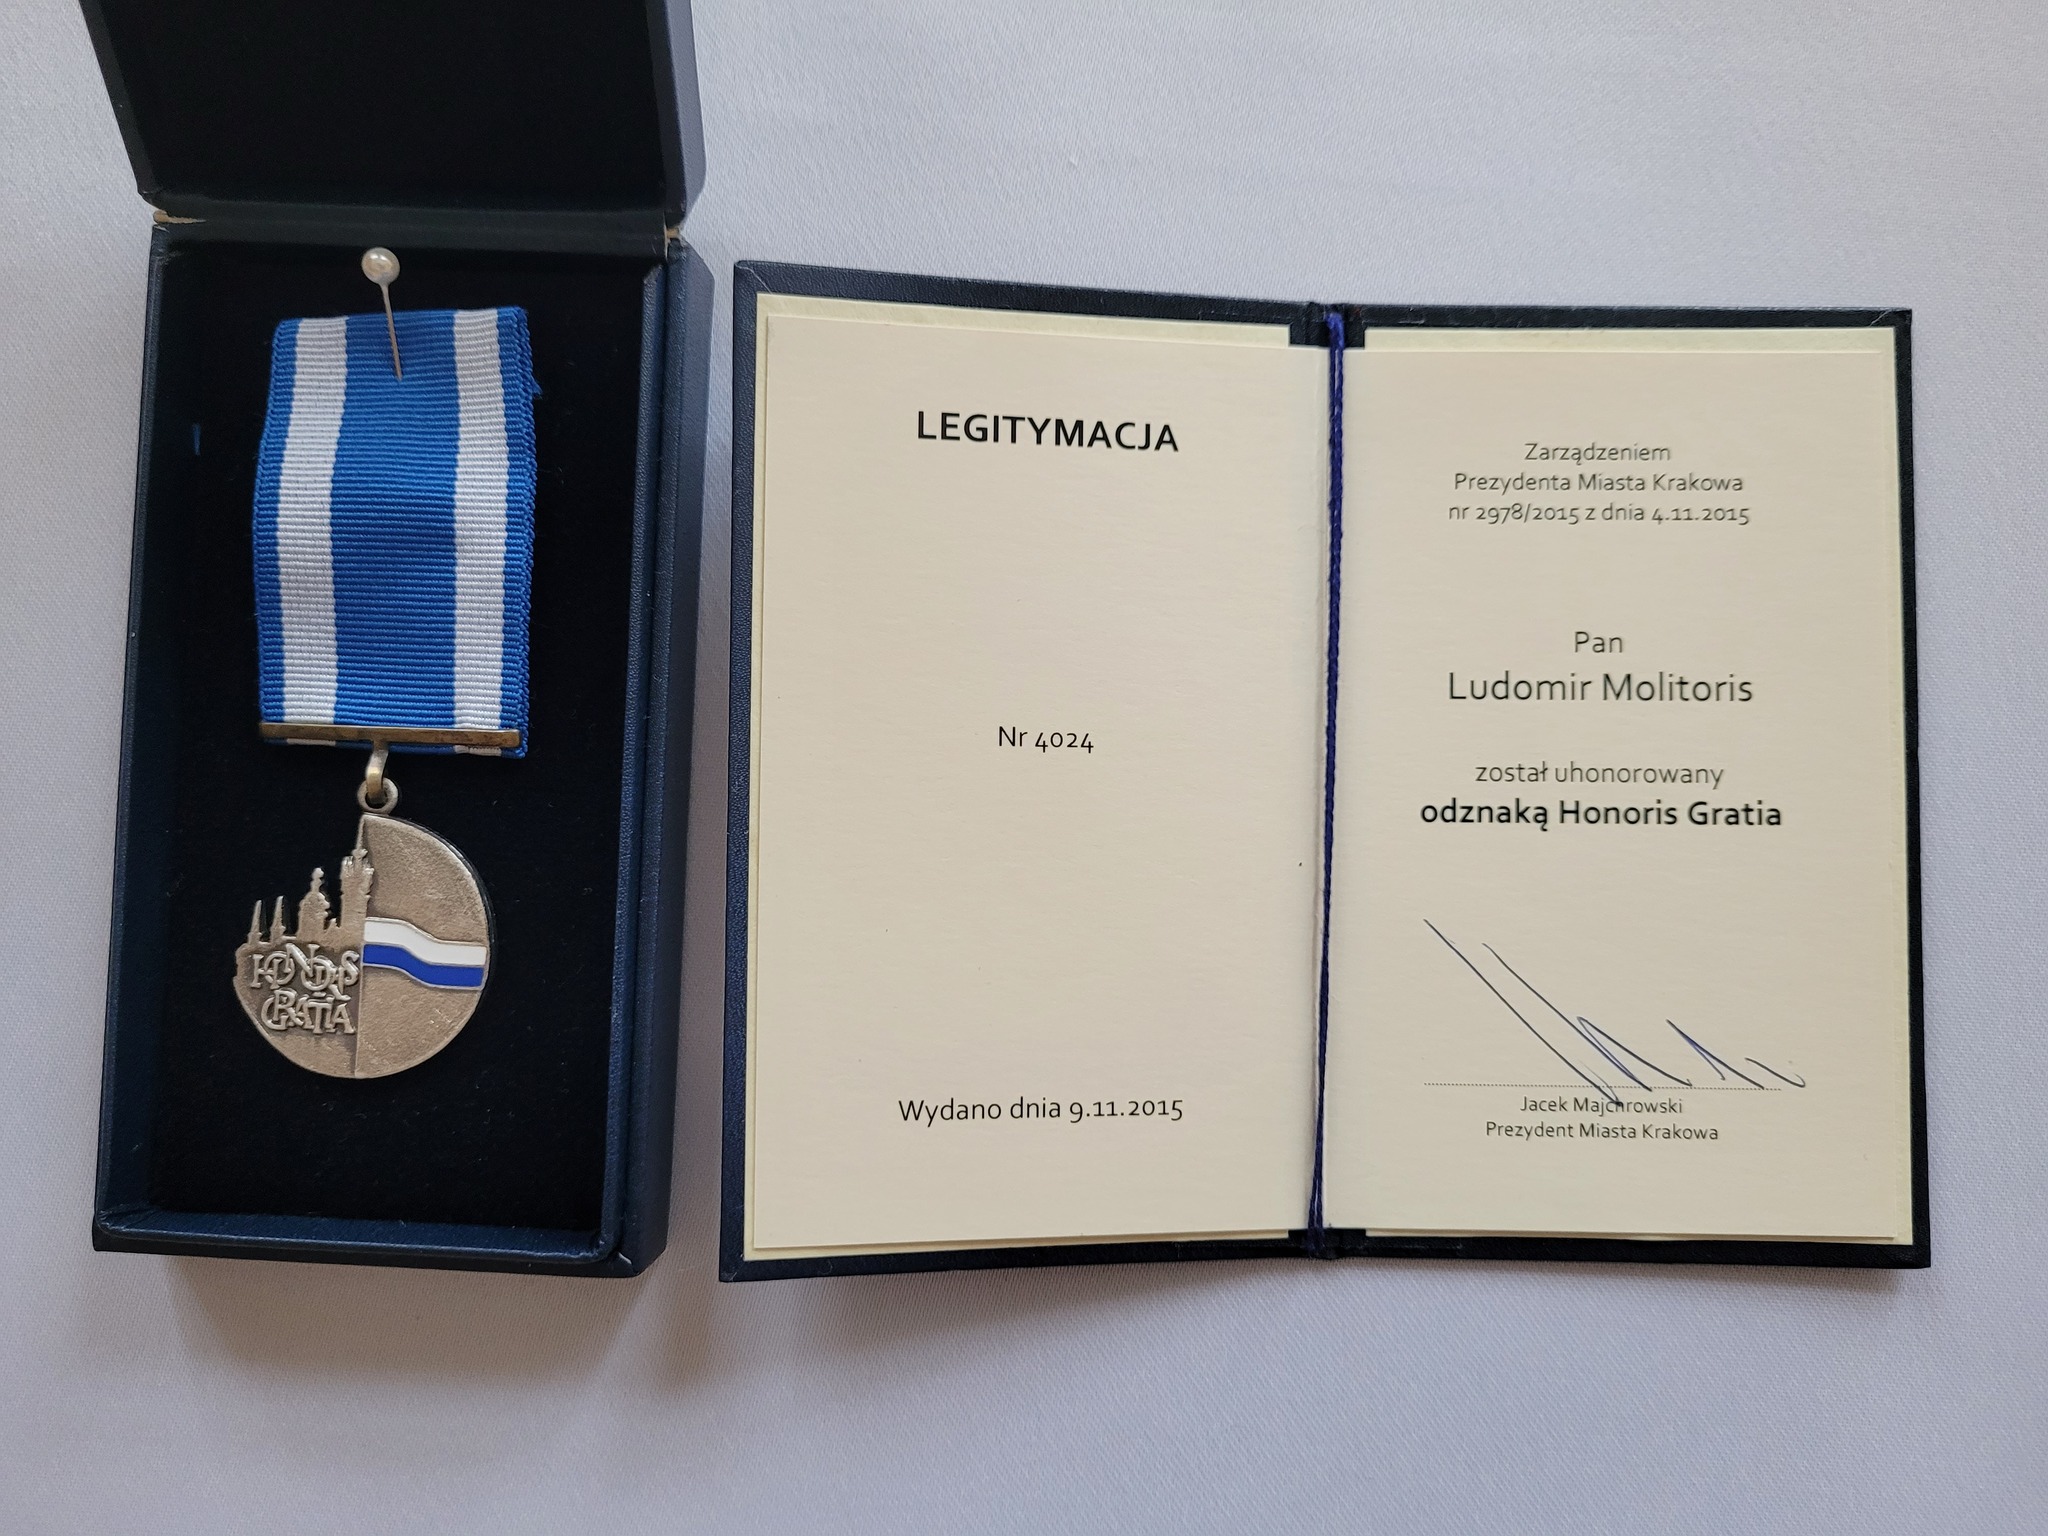 HONORIS
GRATIA
LEGITYMACJA
Nr 4024
Wydano dnia 9.11.2015
Zarządzeniem
Prezydenta Miasta Krakowa
nr 2978/2015 z dnia 4.11.2015
Pan
Ludomir Molitoris
został uhonorowany
odznaką Honoris Gratia
Jacek Majchrowski
Prezydent Miasta Krakowa